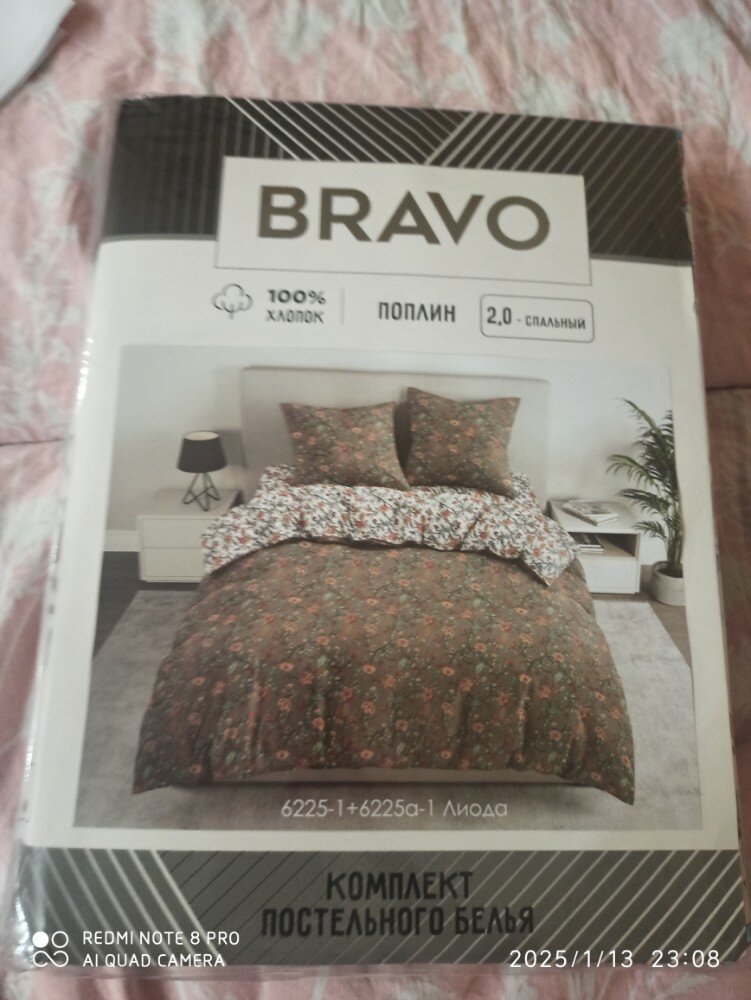 BRAVO
100%
ХЛОПОК
ПОПЛИН
2,0 - СПАЛЬНЫЙ
6225-1+6225а-1 Лиода
КОМПЛЕКТ
ПОСТЕЛЬНОГО БЕЛЬЯ
REDMI NOTE 8 PRO
AI QUAD CAMERA
2025/1/13 23:08